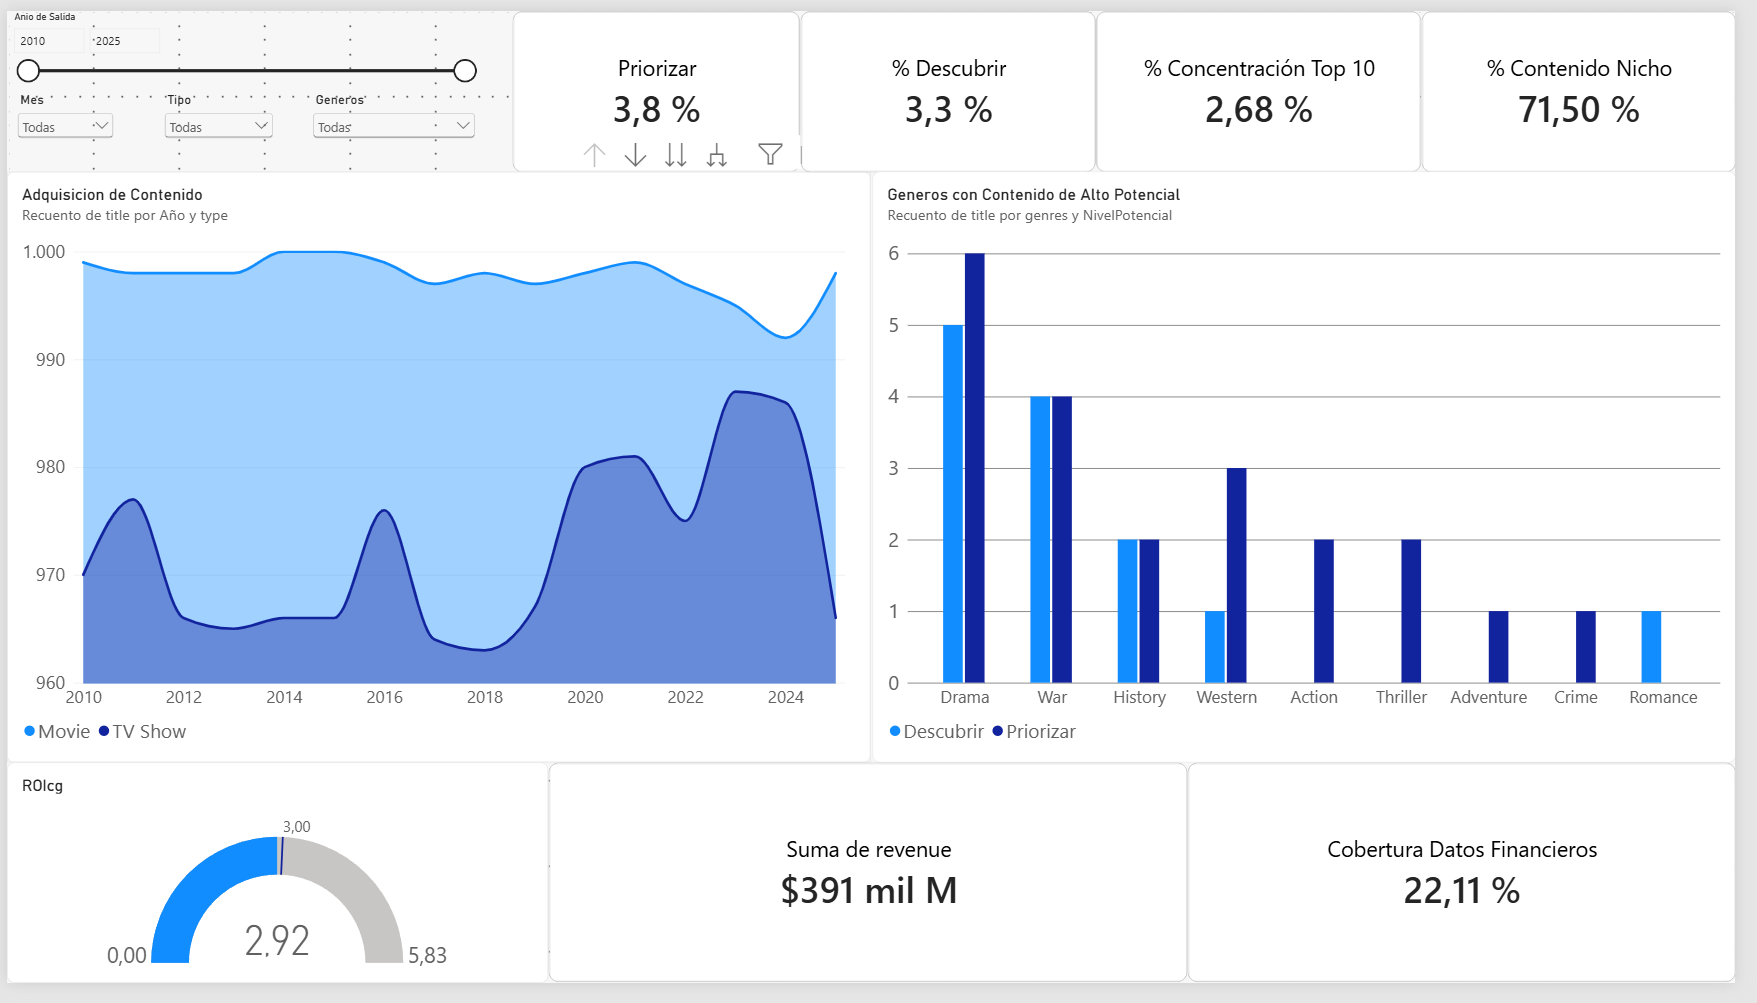 Anio de Salida
2010 2025
Mes Tipo Generos
Todas Todas Todas
Priorizar
3,8 %
% Descubrir
3,3 %
% Concentración Top 10
2,68 %
% Contenido Nicho
71,50 %
Adquisicion de Contenido
Recuento de title por Año y type
1.000
990
980
970
960
2010 2012 2014 2016 2018 2020 2022 2024
Movie TV Show
Generos con Contenido de Alto Potencial
Recuento de title por genres y NivelPotencial
6
5
4
3
2
1
0
Drama War History Western Action Thriller Adventure Crime Romance
Descubrir Priorizar
ROIcg
3,00
2,92
0,00 5,83
Suma de revenue
$391 mil M
Cobertura Datos Financieros
22,11 %